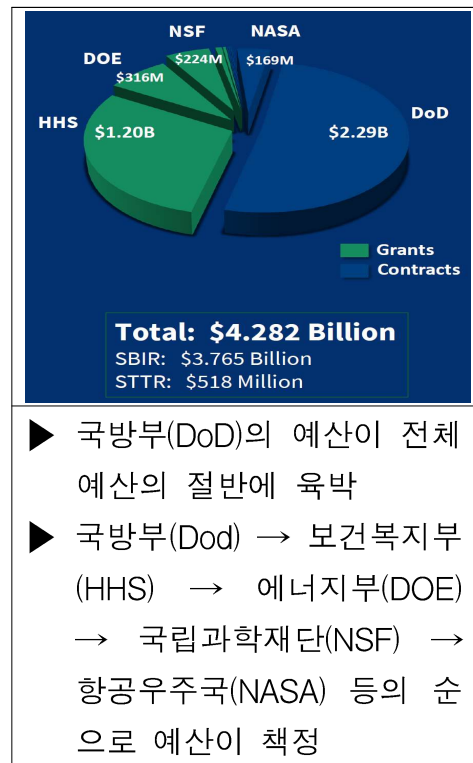 NSF
NASA
DOE
$224M
$169M
$316M
HHS
$1.20B
$2.29B
DoD
Grants
Contracts
Total: $4.282 Billion
SBIR: $3.765 Billion
STTR: $518 Million
▶ 국방부(DoD)의 예산이 전체
예산의 절반에 육박
▶ 국방부(Dod) → 보건복지부
(HHS) → 에너지부(DOE)
→ 국립과학재단(NSF) →
항공우주국(NASA) 등의 순
으로 예산이 책정